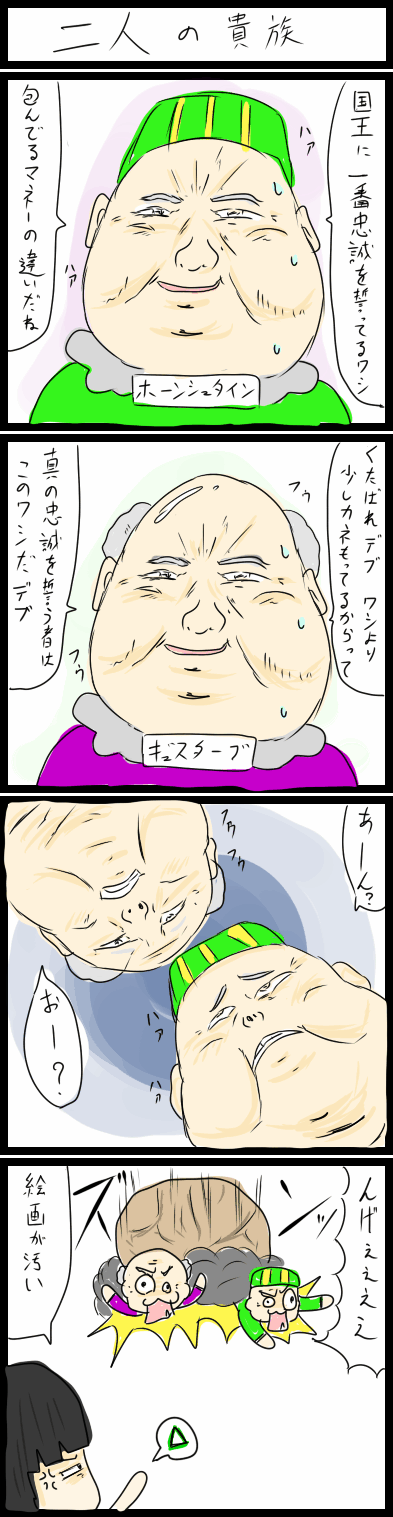 二人の貴族
国王に一番忠誠を誓ってるワシ
ハァ
包んでるマネーの違いだね
ハァ
ホーンシュタイン
くたばれデブ ワシより
少しカネもってるからって
フゥ
真の忠誠を誓う者は
このワシだデブ
フゥ
ギュスターブ
あーん?
フゥ
フゥ
おー?
ハァ
ハァ
んげぇぇぇぇ
ズドンッ
絵画が汚い